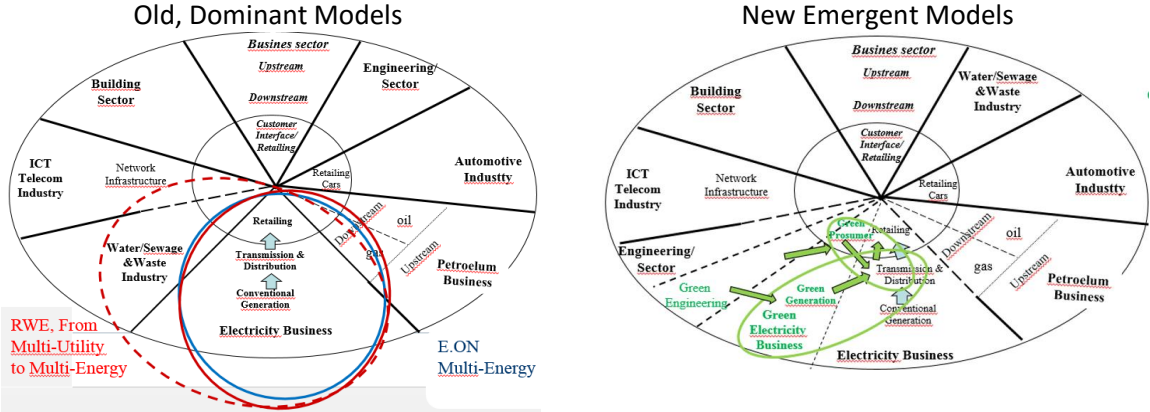 Old, Dominant Models
Busines sector
Upstream
Downstream
Engineering/
Sector
Building
Sector
Customer
Interface/
Retailing
ICT
Telecom
Industry
Network
Infrastructure
Retailing
Cars
Automotive
Industty
Retailing
Downstream
oil
gas
Upstream
Petroelum
Business
Water/Sewage
& Waste
Industry
Transmission &
Distribution
Conventional
Generation
Electricity Business
RWE, From
Multi-Utility
to Multi-Energy
E.ON
Multi-Energy
New Emergent Models
Busines sector
Upstream
Downstream
Water/Sewage
&Waste
Industry
Building
Sector
Customer
Interface/
Retailing
ICT
Telecom
Industry
Network
Infrastructure
Retailing
Cars
Automotive
Industty
Engineering/
Sector
Green
Prosumer
Retailing
Downstream
oil
gas
Upstream
Petroelum
Business
Transmission &
Distribution
Green
Engineering
Green
Generation
Conventional
Generation
Green
Electricity
Business
Electricity Business